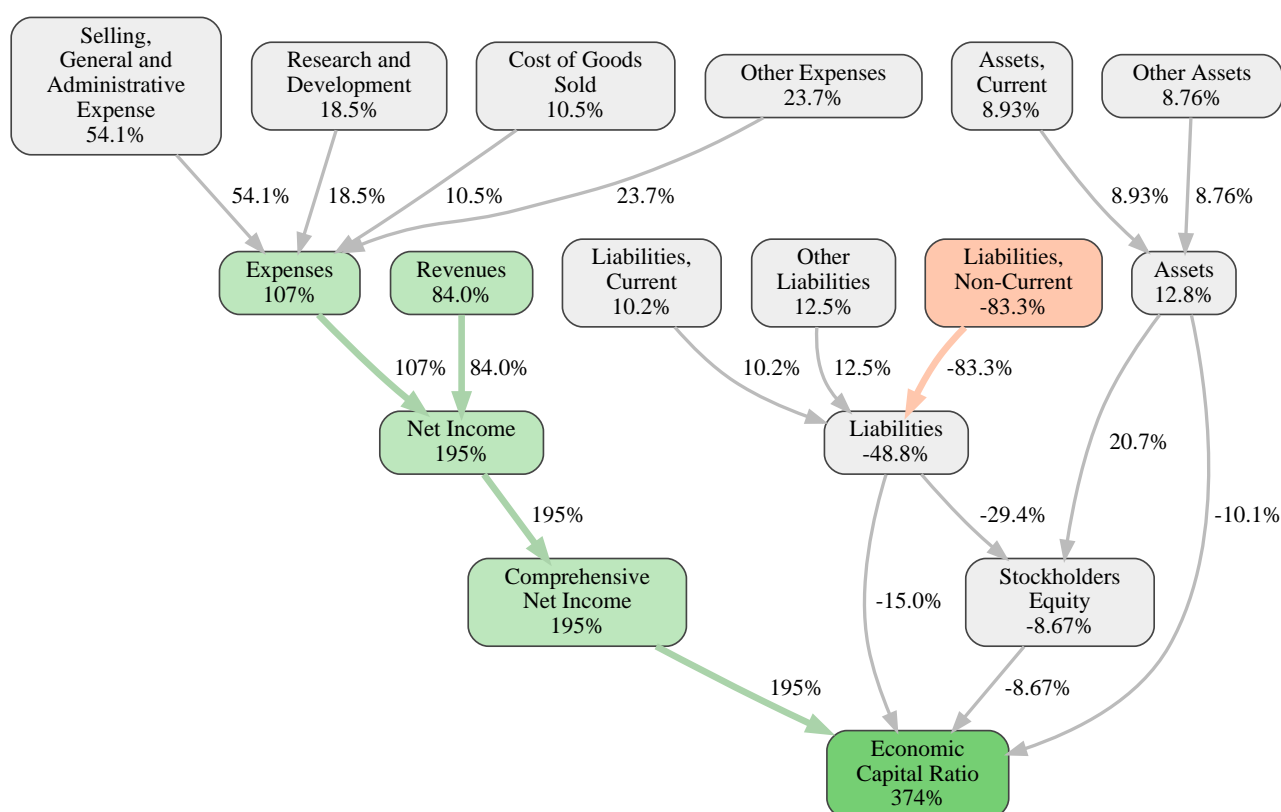 Selling,
General and
Administrative
Expense
54.1%
Research and
Development
18.5%
Cost of Goods
Sold
10.5%
Other Expenses
23.7%
Assets,
Current
8.93%
Other Assets
8.76%
54.1%
18.5%
10.5%
23.7%
8.93%
8.76%
Expenses
107%
Revenues
84.0%
Liabilities,
Current
10.2%
Other
Liabilities
12.5%
Liabilities,
Non-Current
-83.3%
Assets
12.8%
107%
84.0%
10.2%
12.5%
-83.3%
Net Income
195%
Liabilities
-48.8%
20.7%
195%
-29.4%
-10.1%
Comprehensive
Net Income
195%
-15.0%
Stockholders
Equity
-8.67%
195%
-8.67%
Economic
Capital Ratio
374%